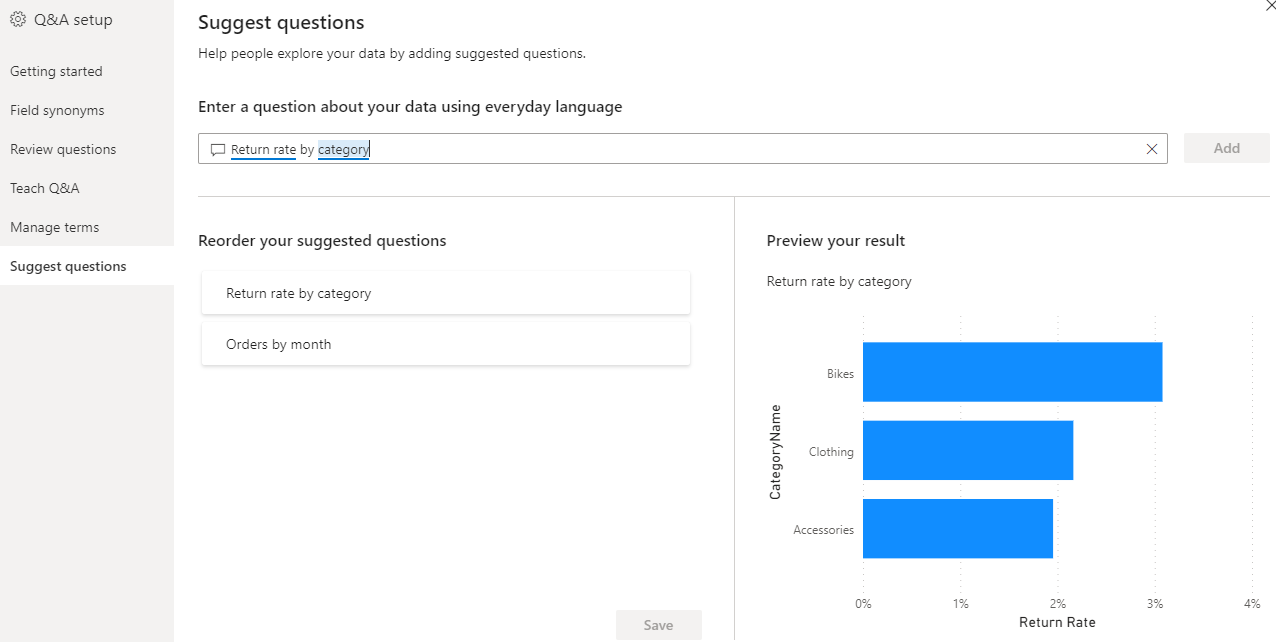 Q&A setup
Getting started
Field synonyms
Review questions
Teach Q&A
Manage terms
Suggest questions
Suggest questions
Help people explore your data by adding suggested questions.
Enter a question about your data using everyday language
Return rate by category
Add
Reorder your suggested questions
Return rate by category
Orders by month
Save
Preview your result
Return rate by category
CategoryName
Bikes
Clothing
Accessories
0% 1% 2% 3% 4%
Return Rate